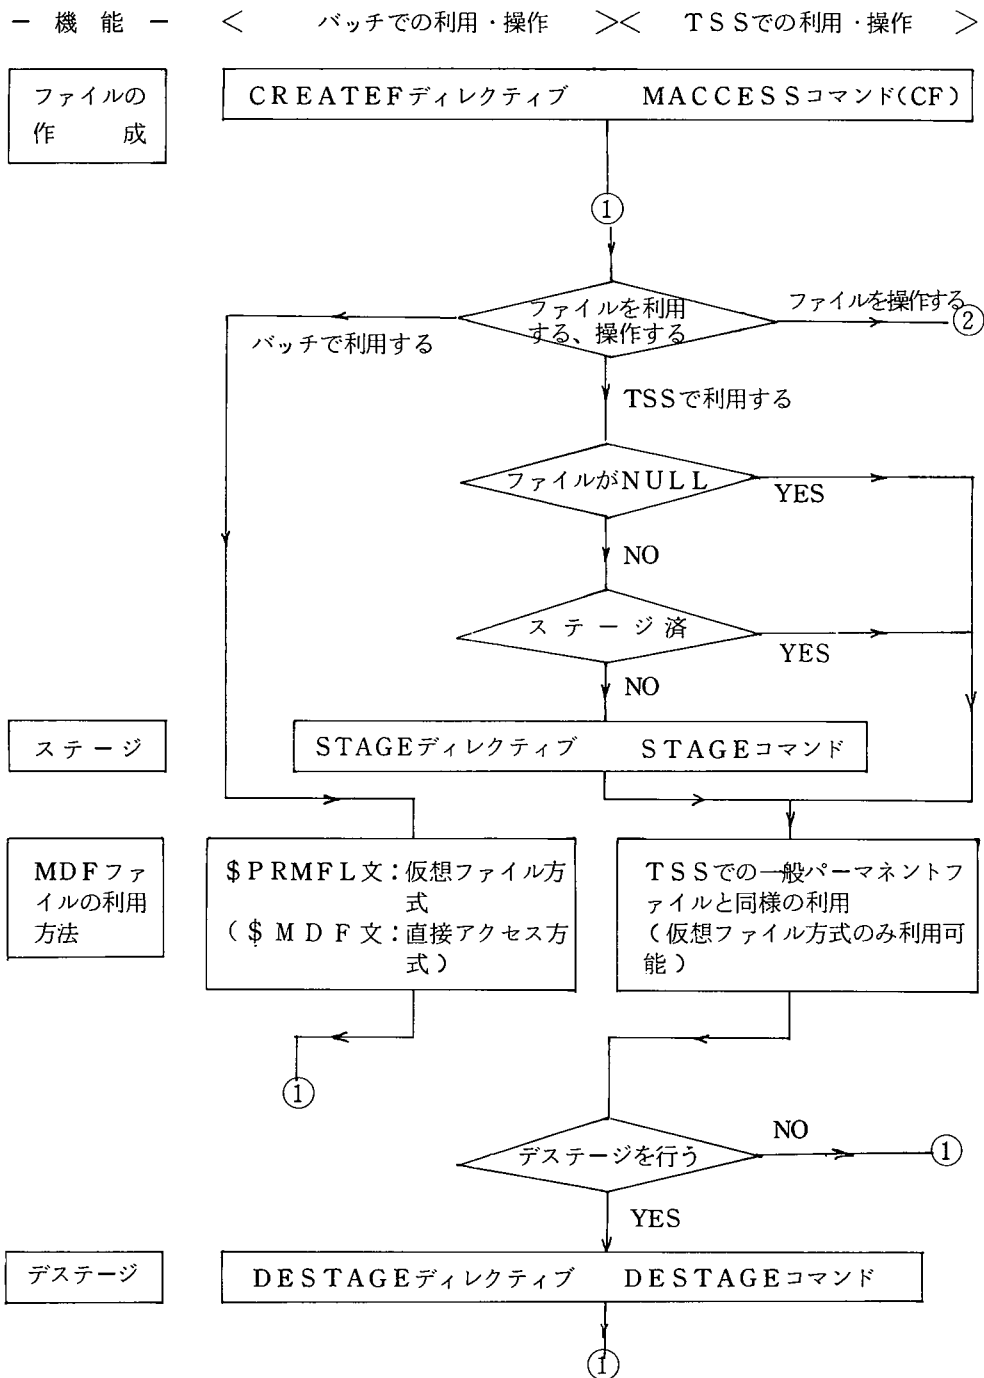 － 機 能 － ＜ バッチでの利用・操作 ＞＜ TSSでの利用・操作 ＞
ファイルの
作 成
CREATEFディレクティブ MACCESSコマンド(CF)
①
ファイルを利用
する、操作する
ファイルを操作する
②
バッチで利用する
TSSで利用する
ファイルがNULL
YES
NO
ステージ済
YES
NO
ステージ
STAGEディレクティブ STAGEコマンド
MDFファ
イルの利用
方法
$PRMFL文：仮想ファイル方
式
（$MDF文：直接アクセス方
式）
TSSでの一般パーマネントフ
ァイルと同様の利用
（仮想ファイル方式のみ利用可
能）
①
デステージを行う
NO
①
YES
デステージ
DESTAGEディレクティブ DESTAGEコマンド
①